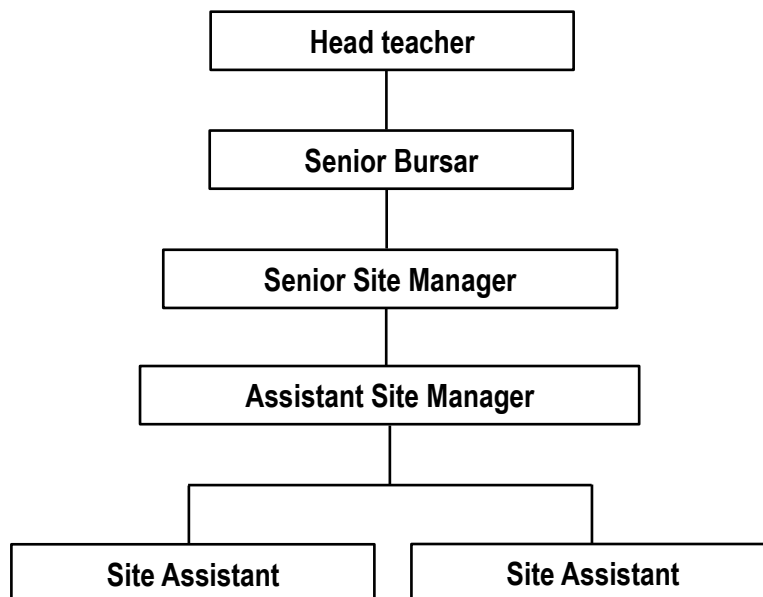 Head teacher
Senior Bursar
Senior Site Manager
Assistant Site Manager
Site Assistant
Site Assistant